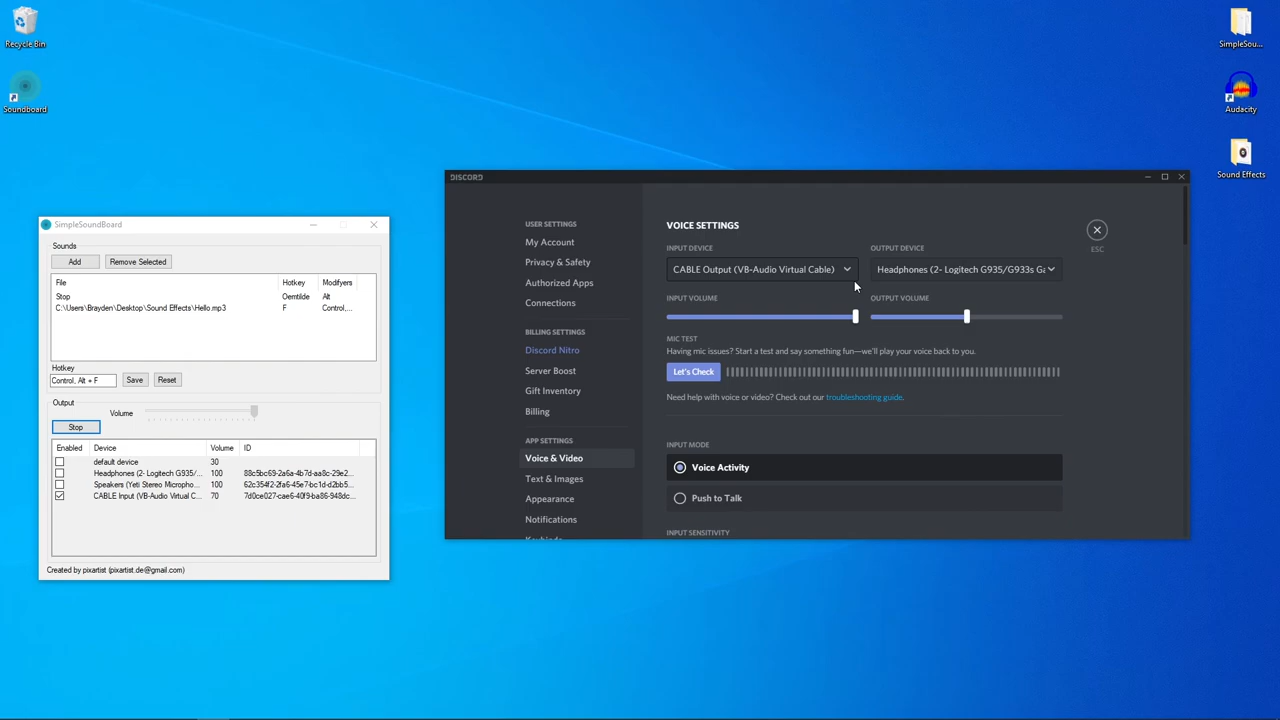 Recycle Bin
Soundboard
SimpleSou...
Audacity
Sound Effects
SimpleSoundBoard
Sounds
Add
Remove Selected
File Hotkey Modifyers
Stop Oemtilde Alt
C:\Users\Brayden\Desktop\Sound Effects\Hello.mp3 F Control,...
Hotkey
Control, Alt + F Save Reset
Output
Volume
Stop
Enabled Device Volume ID
default device 30
Headphones (2- Logitech G935/... 100 88c5bc69-2a6a-4b7d-aa8c-29e2...
Speakers (Yeti Stereo Micropho... 100 62c354f2-2fa6-45e7-bc1d-d2bb5...
CABLE Input (VB-Audio Virtual C... 70 7d0ce027-cae6-40f9-ba86-948dc...
Created by pixartist (pixartist.de@gmail.com)
DISCORD
USER SETTINGS
My Account
Privacy & Safety
Authorized Apps
Connections
BILLING SETTINGS
Discord Nitro
Server Boost
Gift Inventory
Billing
APP SETTINGS
Voice & Video
Text & Images
Appearance
Notifications
Keybinds
VOICE SETTINGS
ESC
INPUT DEVICE OUTPUT DEVICE
CABLE Output (VB-Audio Virtual Cable) Headphones (2- Logitech G935/G933s Ga
INPUT VOLUME OUTPUT VOLUME
MIC TEST
Having mic issues? Start a test and say something fun—we'll play your voice back to you.
Let's Check
Need help with voice or video? Check out our troubleshooting guide.
INPUT MODE
Voice Activity
Push to Talk
INPUT SENSITIVITY